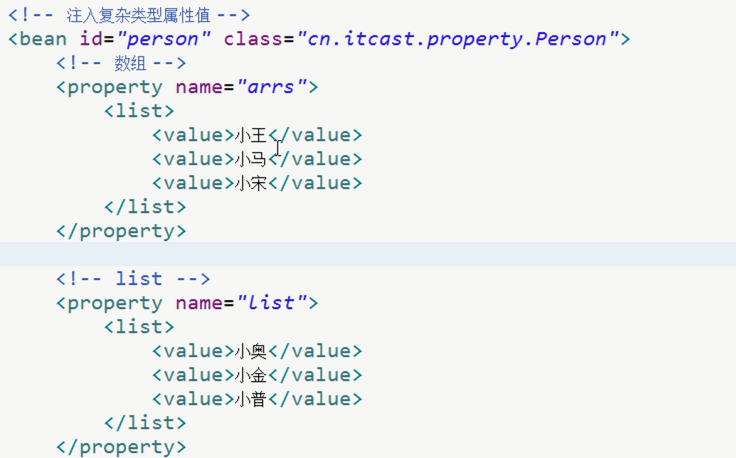 <!-- 注入复杂类型属性值 -->
<bean id="person" class="cn.itcast.property.Person">
<!-- 数组 -->
<property name="arrs">
<list>
<value>小王</value>
<value>小马</value>
<value>小宋</value>
</list>
</property>
<!-- list -->
<property name="list">
<list>
<value>小奥</value>
<value>小金</value>
<value>小普</value>
</list>
</property>